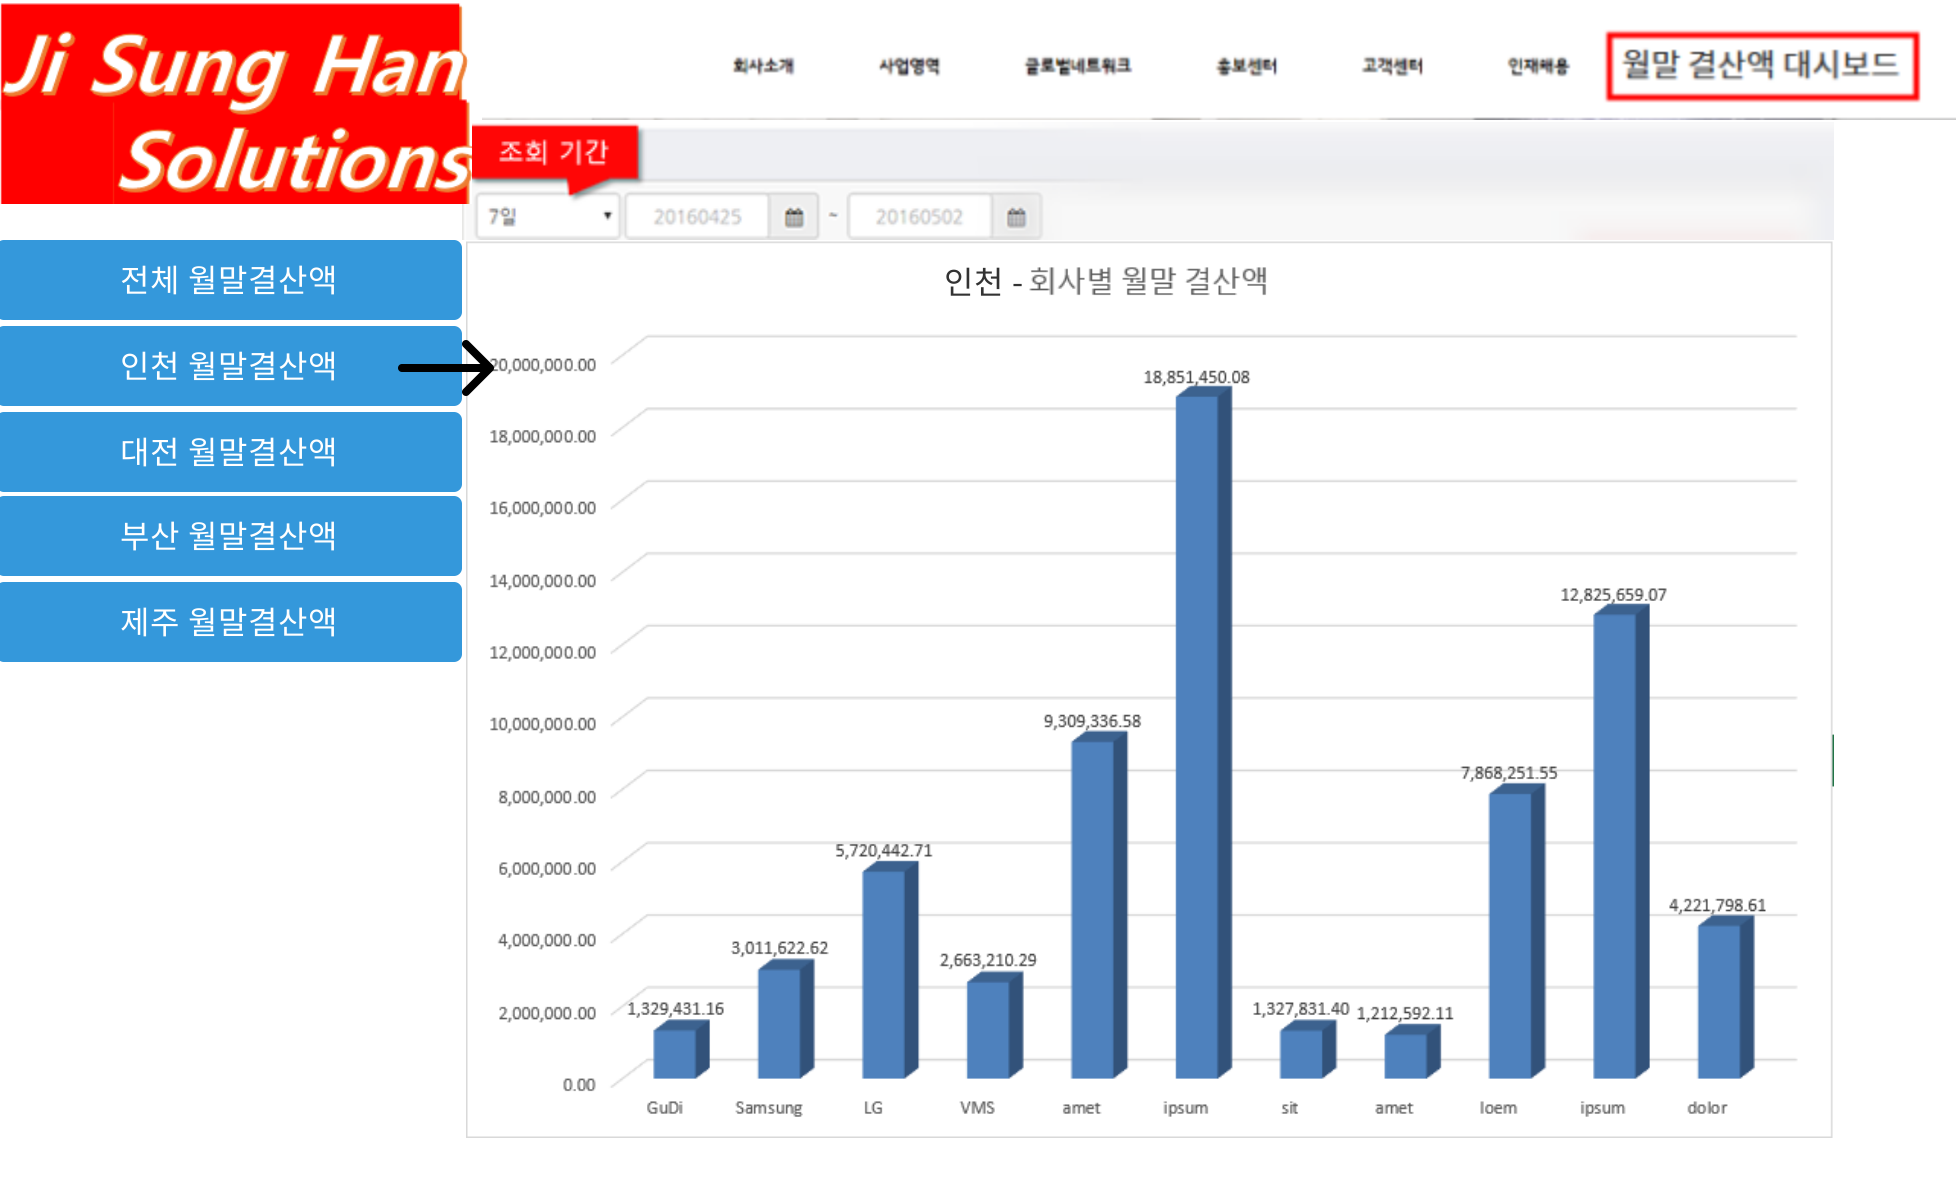 Ji Sung Han
Solutions
회사소개 사업영역 글로벌네트워크 홍보센터 고객센터 인재채용 월말 결산액 대시보드
조회 기간
7일 20160425 ~ 20160502
전체 월말결산액
인천 월말결산액
대전 월말결산액
부산 월말결산액
제주 월말결산액
인천 - 회사별 월말 결산액
20,000,000.00
18,000,000.00
16,000,000.00
14,000,000.00
12,000,000.00
10,000,000.00
8,000,000.00
6,000,000.00
4,000,000.00
2,000,000.00
0.00
1,329,431.16
3,011,622.62
5,720,442.71
2,663,210.29
9,309,336.58
18,851,450.08
1,327,831.40
1,212,592.11
7,868,251.55
12,825,659.07
4,221,798.61
GuDi Samsung LG VMS amet ipsum sit amet loem ipsum dolor